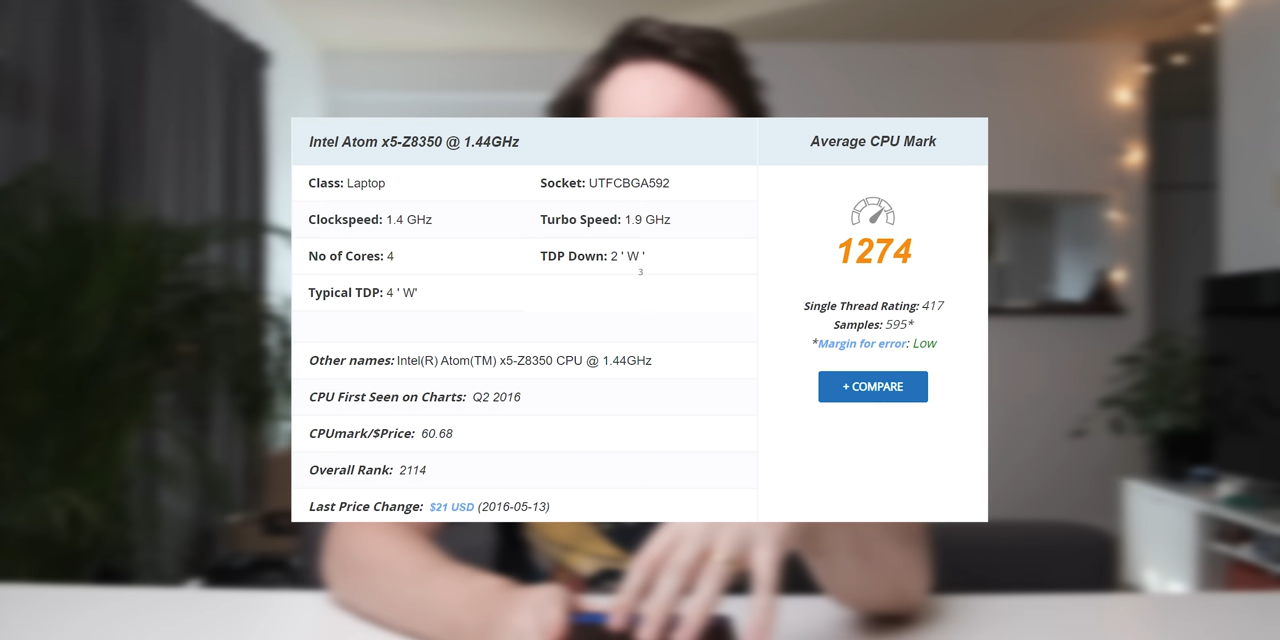 Intel Atom x5-Z8350 @ 1.44GHz
Average CPU Mark
Class: Laptop
Socket: UTFCBGA592
Clockspeed: 1.4 GHz
Turbo Speed: 1.9 GHz
No of Cores: 4
TDP Down: 2 ' W '
3
Typical TDP: 4 ' W'
Other names: Intel(R) Atom(TM) x5-Z8350 CPU @ 1.44GHz
CPU First Seen on Charts: Q2 2016
CPUmark/$Price: 60.68
Overall Rank: 2114
Last Price Change: $21 USD (2016-05-13)
1274
Single Thread Rating: 417
Samples: 595*
*Margin for error: Low
+ COMPARE